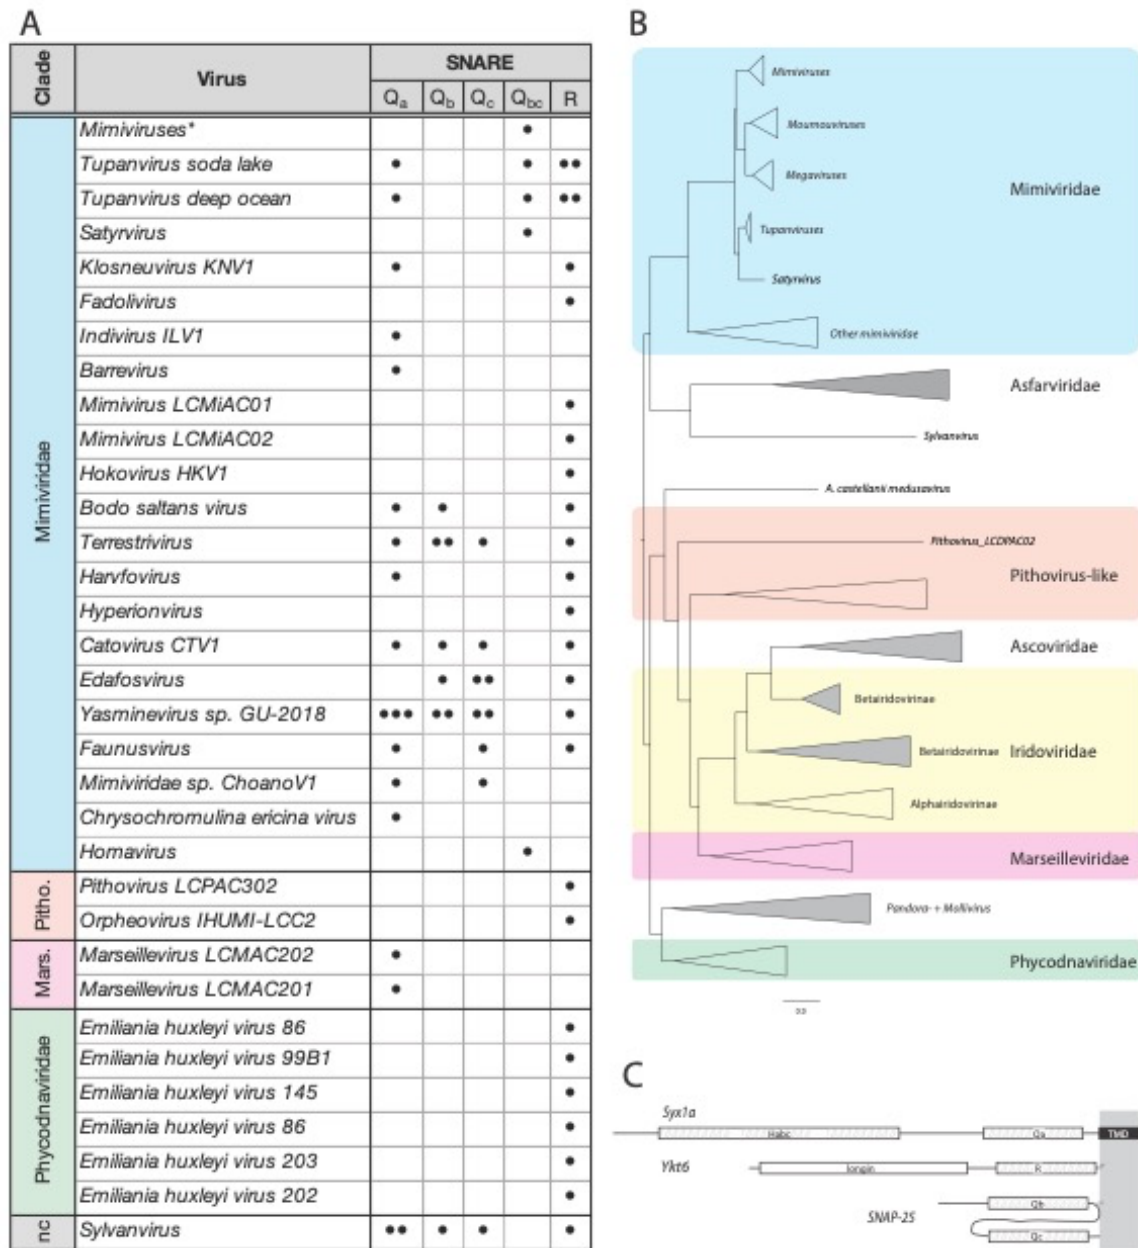 A
Clade Virus SNARE
Qa Qb Qc Qbc R
Mimiviridae
Mimiviruses* •
Tupanvirus soda lake • • ••
Tupanvirus deep ocean • • ••
Satyrvirus •
Klosneuvirus KNV1 • •
Fadolivirus •
Indivirus ILV1 •
Barrevirus •
Mimivirus LCMiAC01 •
Mimivirus LCMiAC02 •
Hokovirus HKV1 •
Bodo saltans virus • • •
Terrestrivirus • •• • •
Harvfovirus • •
Hyperionvirus •
Catovirus CTV1 • • • •
Edafosvirus • •• •
Yasminevirus sp. GU-2018 ••• •• •• •
Faunusvirus • • •
Mimiviridae sp. ChoanoV1 • •
Chrysochromulina ericina virus •
Homavirus •
Pitho.
Pithovirus LCPAC302 •
Orpheovirus IHUMI-LCC2 •
Mars.
Marseillevirus LCMAC202 •
Marseillevirus LCMAC201 •
Phycodnaviridae
Emiliania huxleyi virus 86 •
Emiliania huxleyi virus 99B1 •
Emiliania huxleyi virus 145 •
Emiliania huxleyi virus 86 •
Emiliania huxleyi virus 203 •
Emiliania huxleyi virus 202 •
nc
Sylvanvirus •• • • •
B
Mimiviruses
Moumouviruses
Megaviruses
Mimiviridae
Tupanviruses
Satyrvirus
Other mimiviridae
Asfarviridae
Sylvanvirus
A. castellanii medusavirus
Pithovirus_LCDPAC02
Pithovirus-like
Ascoviridae
Betairidovirinae
Betairidovirinae Iridoviridae
Alphairidovirinae
Marseilleviridae
Pandora- + Mollivirus
Phycodnaviridae
C
Syx1a
Habc Qa TMD
Ykt6 longin R
SNAP-25 Qb
Qc